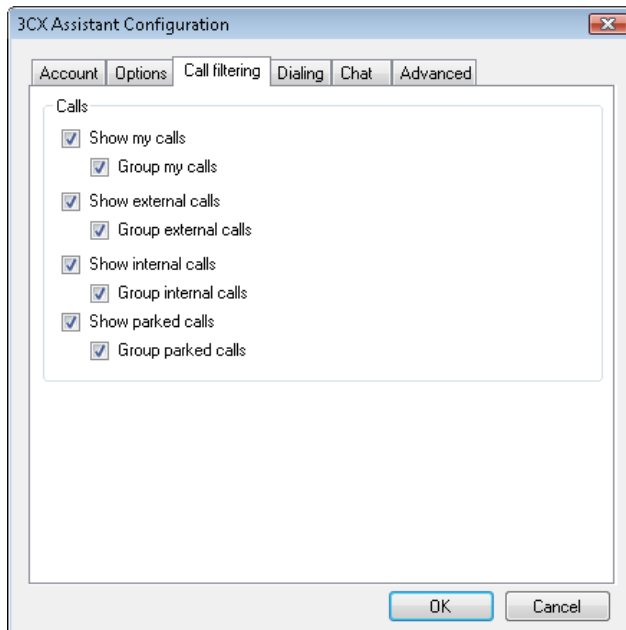 3CX Assistant Configuration
Account Options Call filtering Dialing Chat Advanced
Calls
Show my calls
Group my calls
Show external calls
Group external calls
Show internal calls
Group internal calls
Show parked calls
Group parked calls
OK Cancel